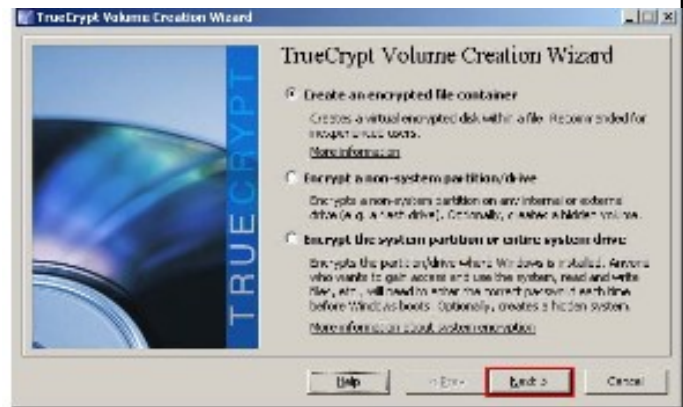 TrueCrypt Volume Creation Wizard
TRUECRYPT
TrueCrypt Volume Creation Wizard
Create an encrypted file container
Creates a virtual encrypted disk within a file. Recommended for
inexperienced users.
More information
Encrypt a non-system partition/drive
Encrypts a non-system partition on any internal or external
drive (e.g. a flash drive). Optionally, creates a hidden volume.
Encrypt the system partition or entire system drive
Encrypts the partition/drive where Windows is installed. Anyone
who wants to gain access and use the system, read and write
files, etc., will need to enter the correct password each time
before Windows boots. Optionally, creates a hidden system.
More information about system encryption
Help
< Prev
Next >
Cancel